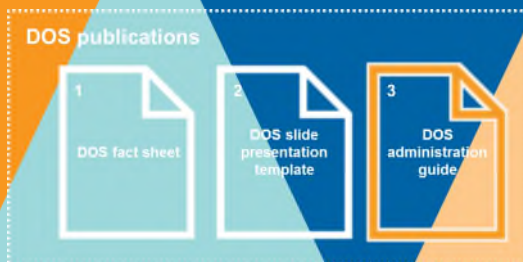 DOS publications
1
DOS fact sheet
2
DOS slide
presentation
template
3
DOS
administration
guide